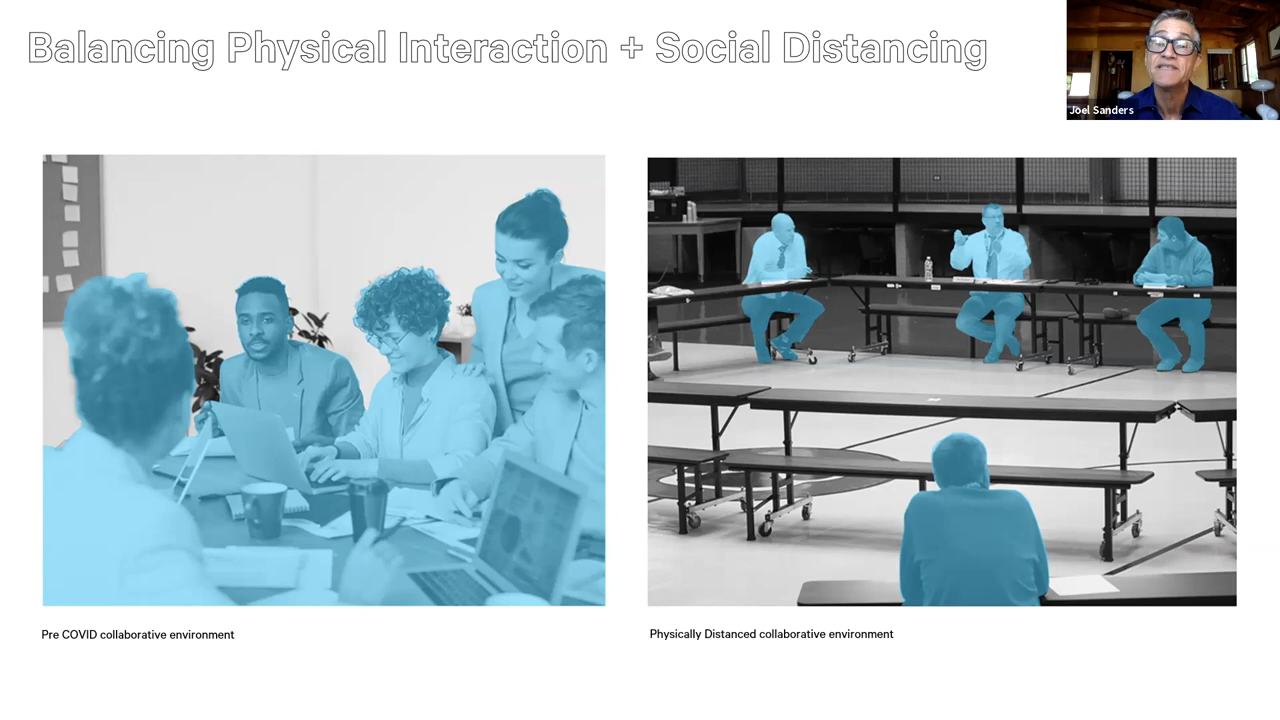 Balancing Physical Interaction + Social Distancing
Joel Sanders
Pre COVID collaborative environment
Physically Distanced collaborative environment